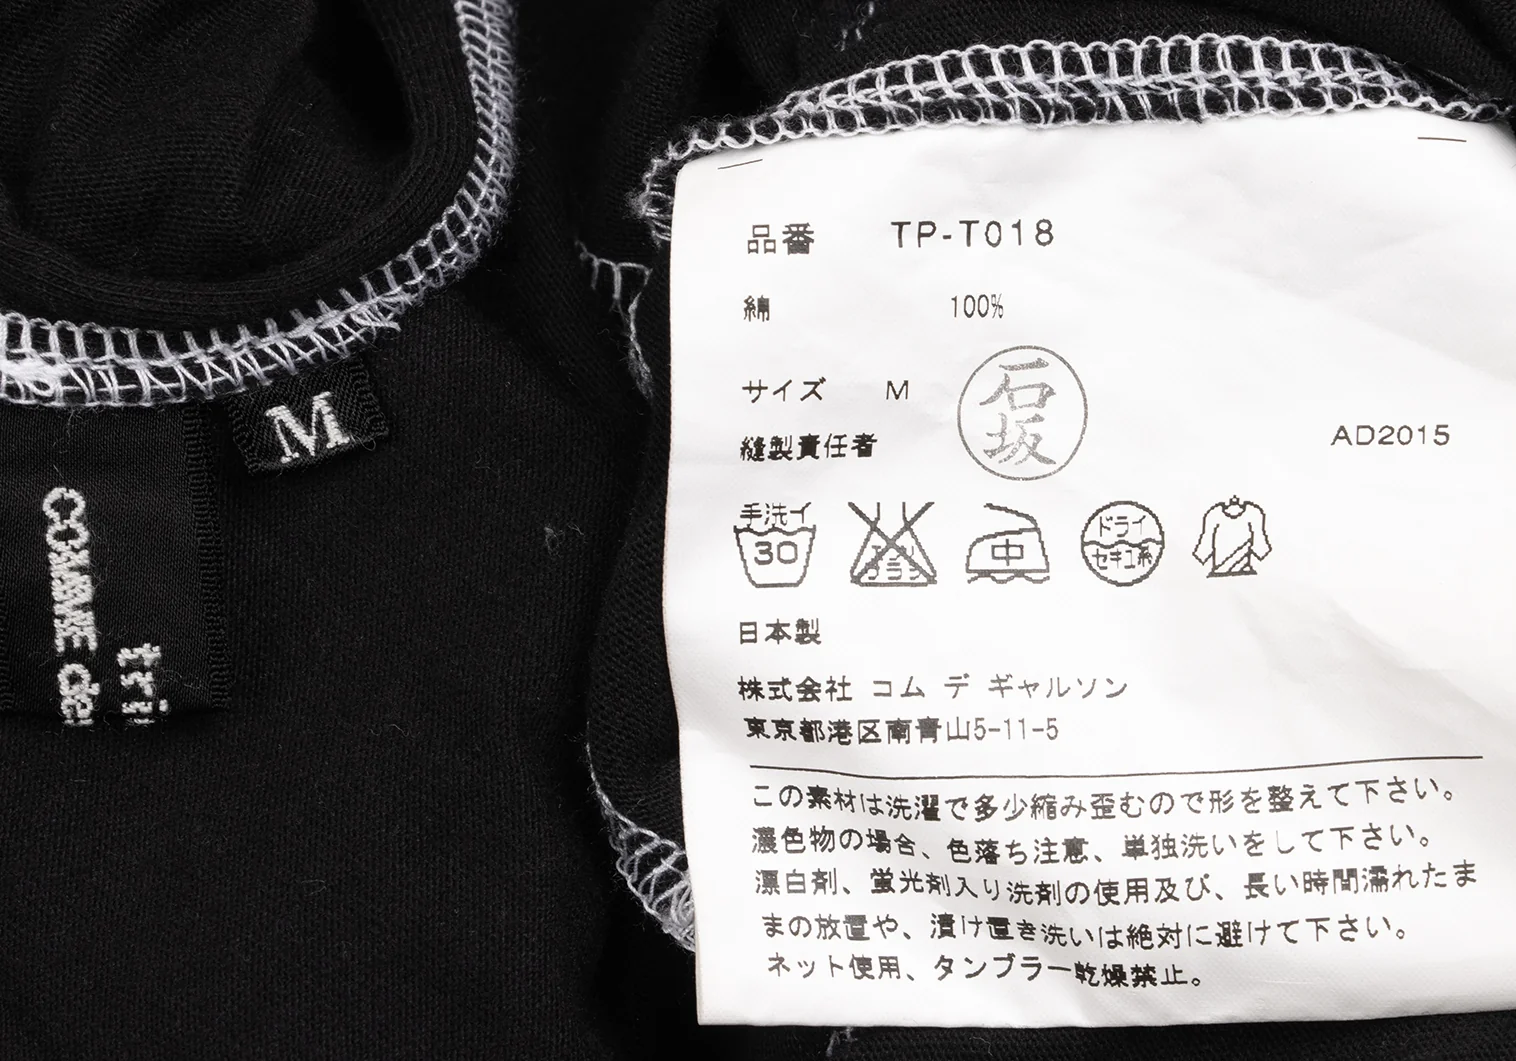 M
COMME de
tri
品番 TP-T018
綿 100%
サイズ M
石坂
縫製責任者
AD2015
手洗イ
30
エンソ
サラシ
中
ドライ
セキユ系
日本製
株式会社 コム デ ギャルソン
東京都港区南青山5-11-5
この素材は洗濯で多少縮み歪むので形を整えて下さい。
濃色物の場合、色落ち注意、単独洗いをして下さい。
漂白剤、蛍光剤入り洗剤の使用及び、長い時間濡れたま
まの放置や、漬け置き洗いは絶対に避けて下さい。
ネット使用、タンブラー乾燥禁止。